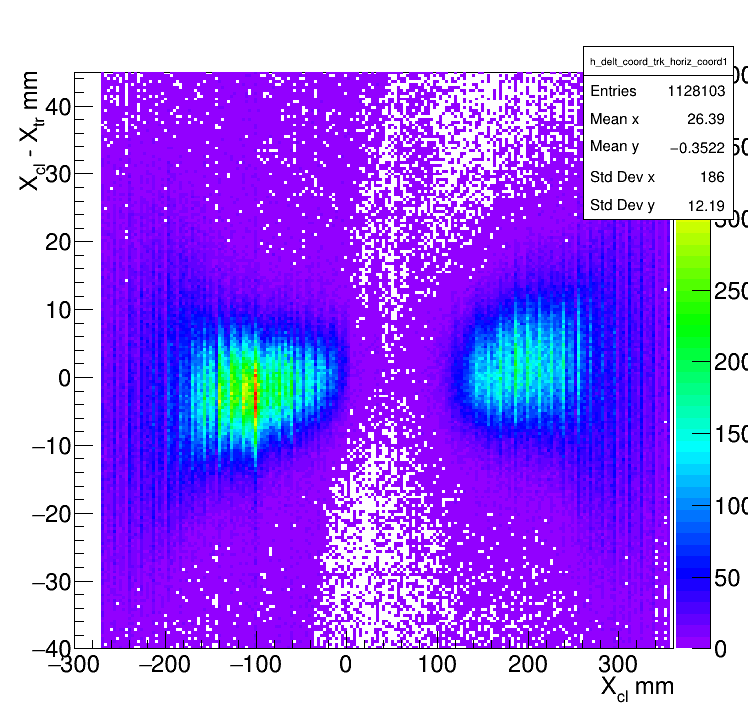 h_delt_coord_trk_horiz_coord1
Entries 1128103
Mean x 26.39
Mean y −0.3522
Std Dev x 186
Std Dev y 12.19
X_cl - X_tr mm
40
30
20
10
0
−10
−20
−30
−40
−300 −200 −100 0 100 200 300
X_cl mm
300
250
200
150
100
50
0